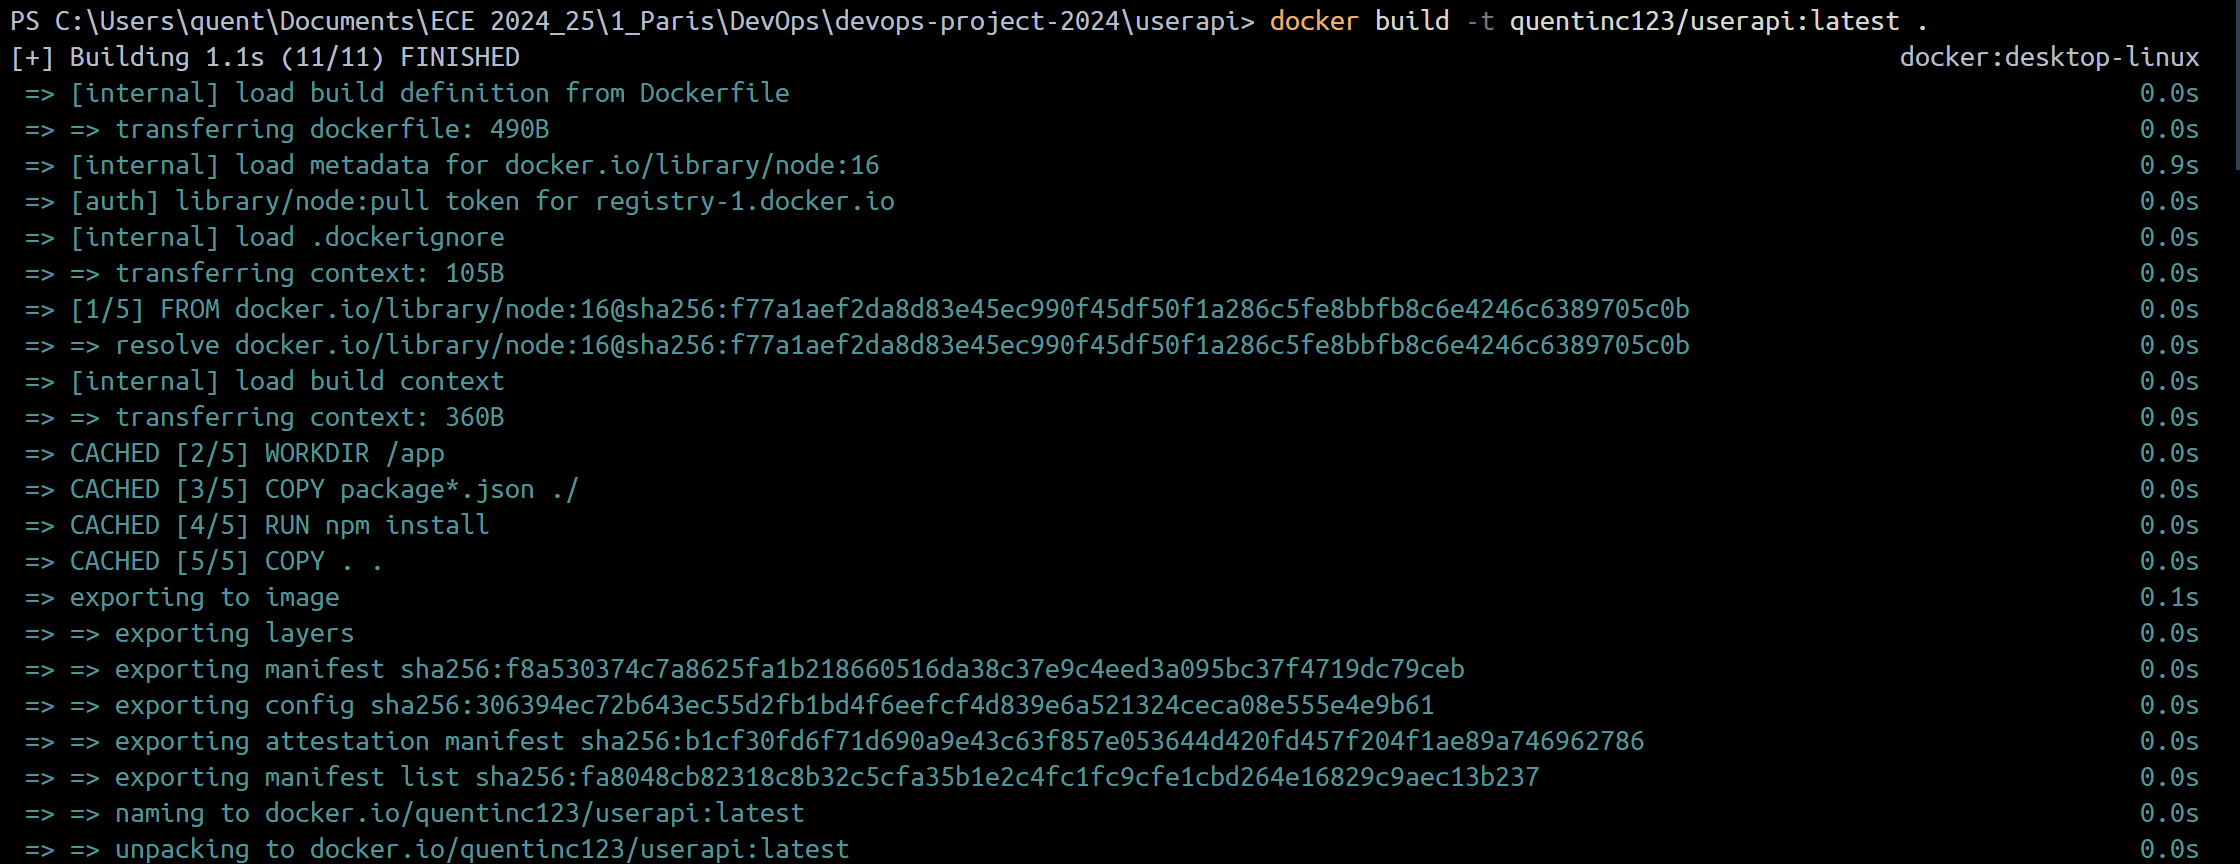 PS C:\Users\quent\Documents\ECE 2024_25\1_Paris\DevOps\devops-project-2024\userapi> docker build -t quentinc123/userapi:latest .
[+] Building 1.1s (11/11) FINISHED docker:desktop-linux
=> [internal] load build definition from Dockerfile 0.0s
=> => transferring dockerfile: 490B 0.0s
=> [internal] load metadata for docker.io/library/node:16 0.9s
=> [auth] library/node:pull token for registry-1.docker.io 0.0s
=> [internal] load .dockerignore 0.0s
=> => transferring context: 105B 0.0s
=> [1/5] FROM docker.io/library/node:16@sha256:f77a1aef2da8d83e45ec990f45df50f1a286c5fe8bbfb8c6e4246c6389705c0b 0.0s
=> => resolve docker.io/library/node:16@sha256:f77a1aef2da8d83e45ec990f45df50f1a286c5fe8bbfb8c6e4246c6389705c0b 0.0s
=> [internal] load build context 0.0s
=> => transferring context: 360B 0.0s
=> CACHED [2/5] WORKDIR /app 0.0s
=> CACHED [3/5] COPY package*.json ./ 0.0s
=> CACHED [4/5] RUN npm install 0.0s
=> CACHED [5/5] COPY . . 0.0s
=> exporting to image 0.1s
=> => exporting layers 0.0s
=> => exporting manifest sha256:f8a530374c7a8625fa1b218660516da38c37e9c4eed3a095bc37f4719dc79ceb 0.0s
=> => exporting config sha256:306394ec72b643ec55d2fb1bd4f6eefcf4d839e6a521324ceca08e555e4e9b61 0.0s
=> => exporting attestation manifest sha256:b1cf30fd6f71d690a9e43c63f857e053644d420fd457f204f1ae89a746962786 0.0s
=> => exporting manifest list sha256:fa8048cb82318c8b32c5cfa35b1e2c4fc1fc9cfe1cbd264e16829c9aec13b237 0.0s
=> => naming to docker.io/quentinc123/userapi:latest 0.0s
=> => unpacking to docker.io/quentinc123/userapi:latest 0.0s